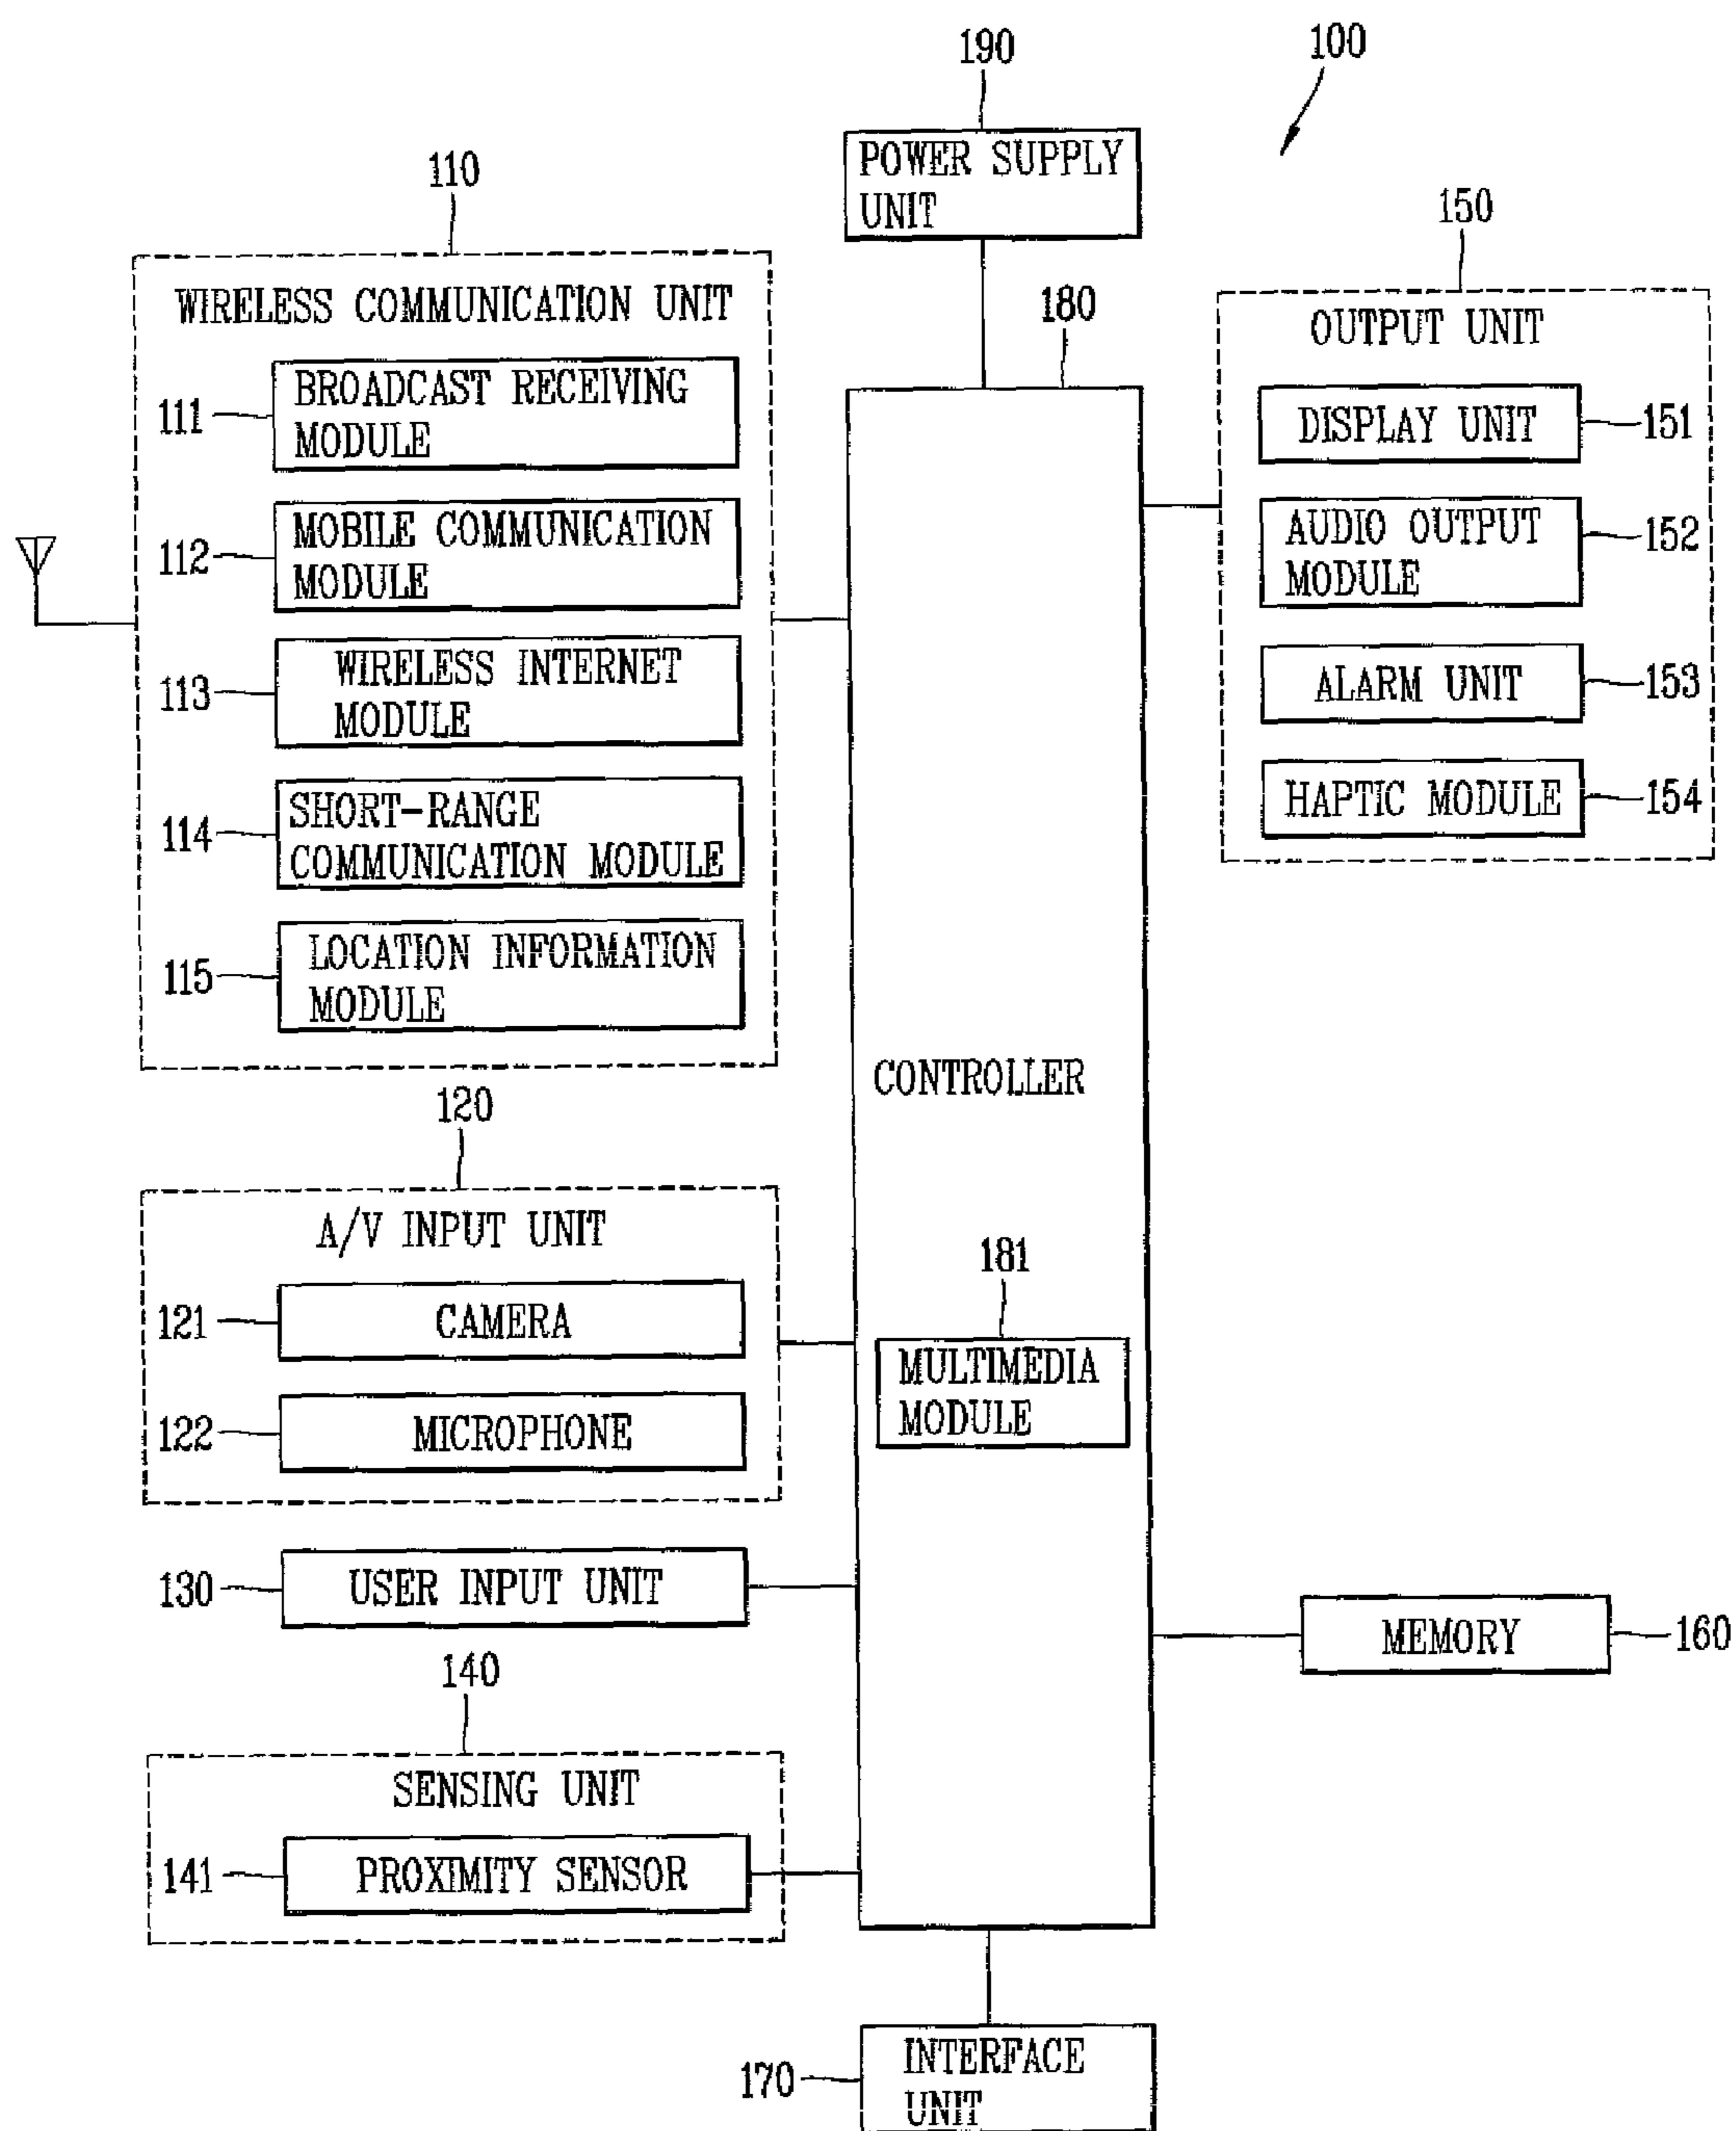 190
100
POWER SUPPLY
UNIT
110
WIRELESS COMMUNICATION UNIT
111
BROADCAST RECEIVING
MODULE
112
MOBILE COMMUNICATION
MODULE
113
WIRELESS INTERNET
MODULE
114
SHORT-RANGE
COMMUNICATION MODULE
115
LOCATION INFORMATION
MODULE
120
A/V INPUT UNIT
121
CAMERA
122
MICROPHONE
130
USER INPUT UNIT
140
SENSING UNIT
141
PROXIMITY SENSOR
180
CONTROLLER
181
MULTIMEDIA
MODULE
150
OUTPUT UNIT
DISPLAY UNIT
151
AUDIO OUTPUT
MODULE
152
ALARM UNIT
153
HAPTIC MODULE
154
MEMORY
160
170
INTERFACE
UNIT